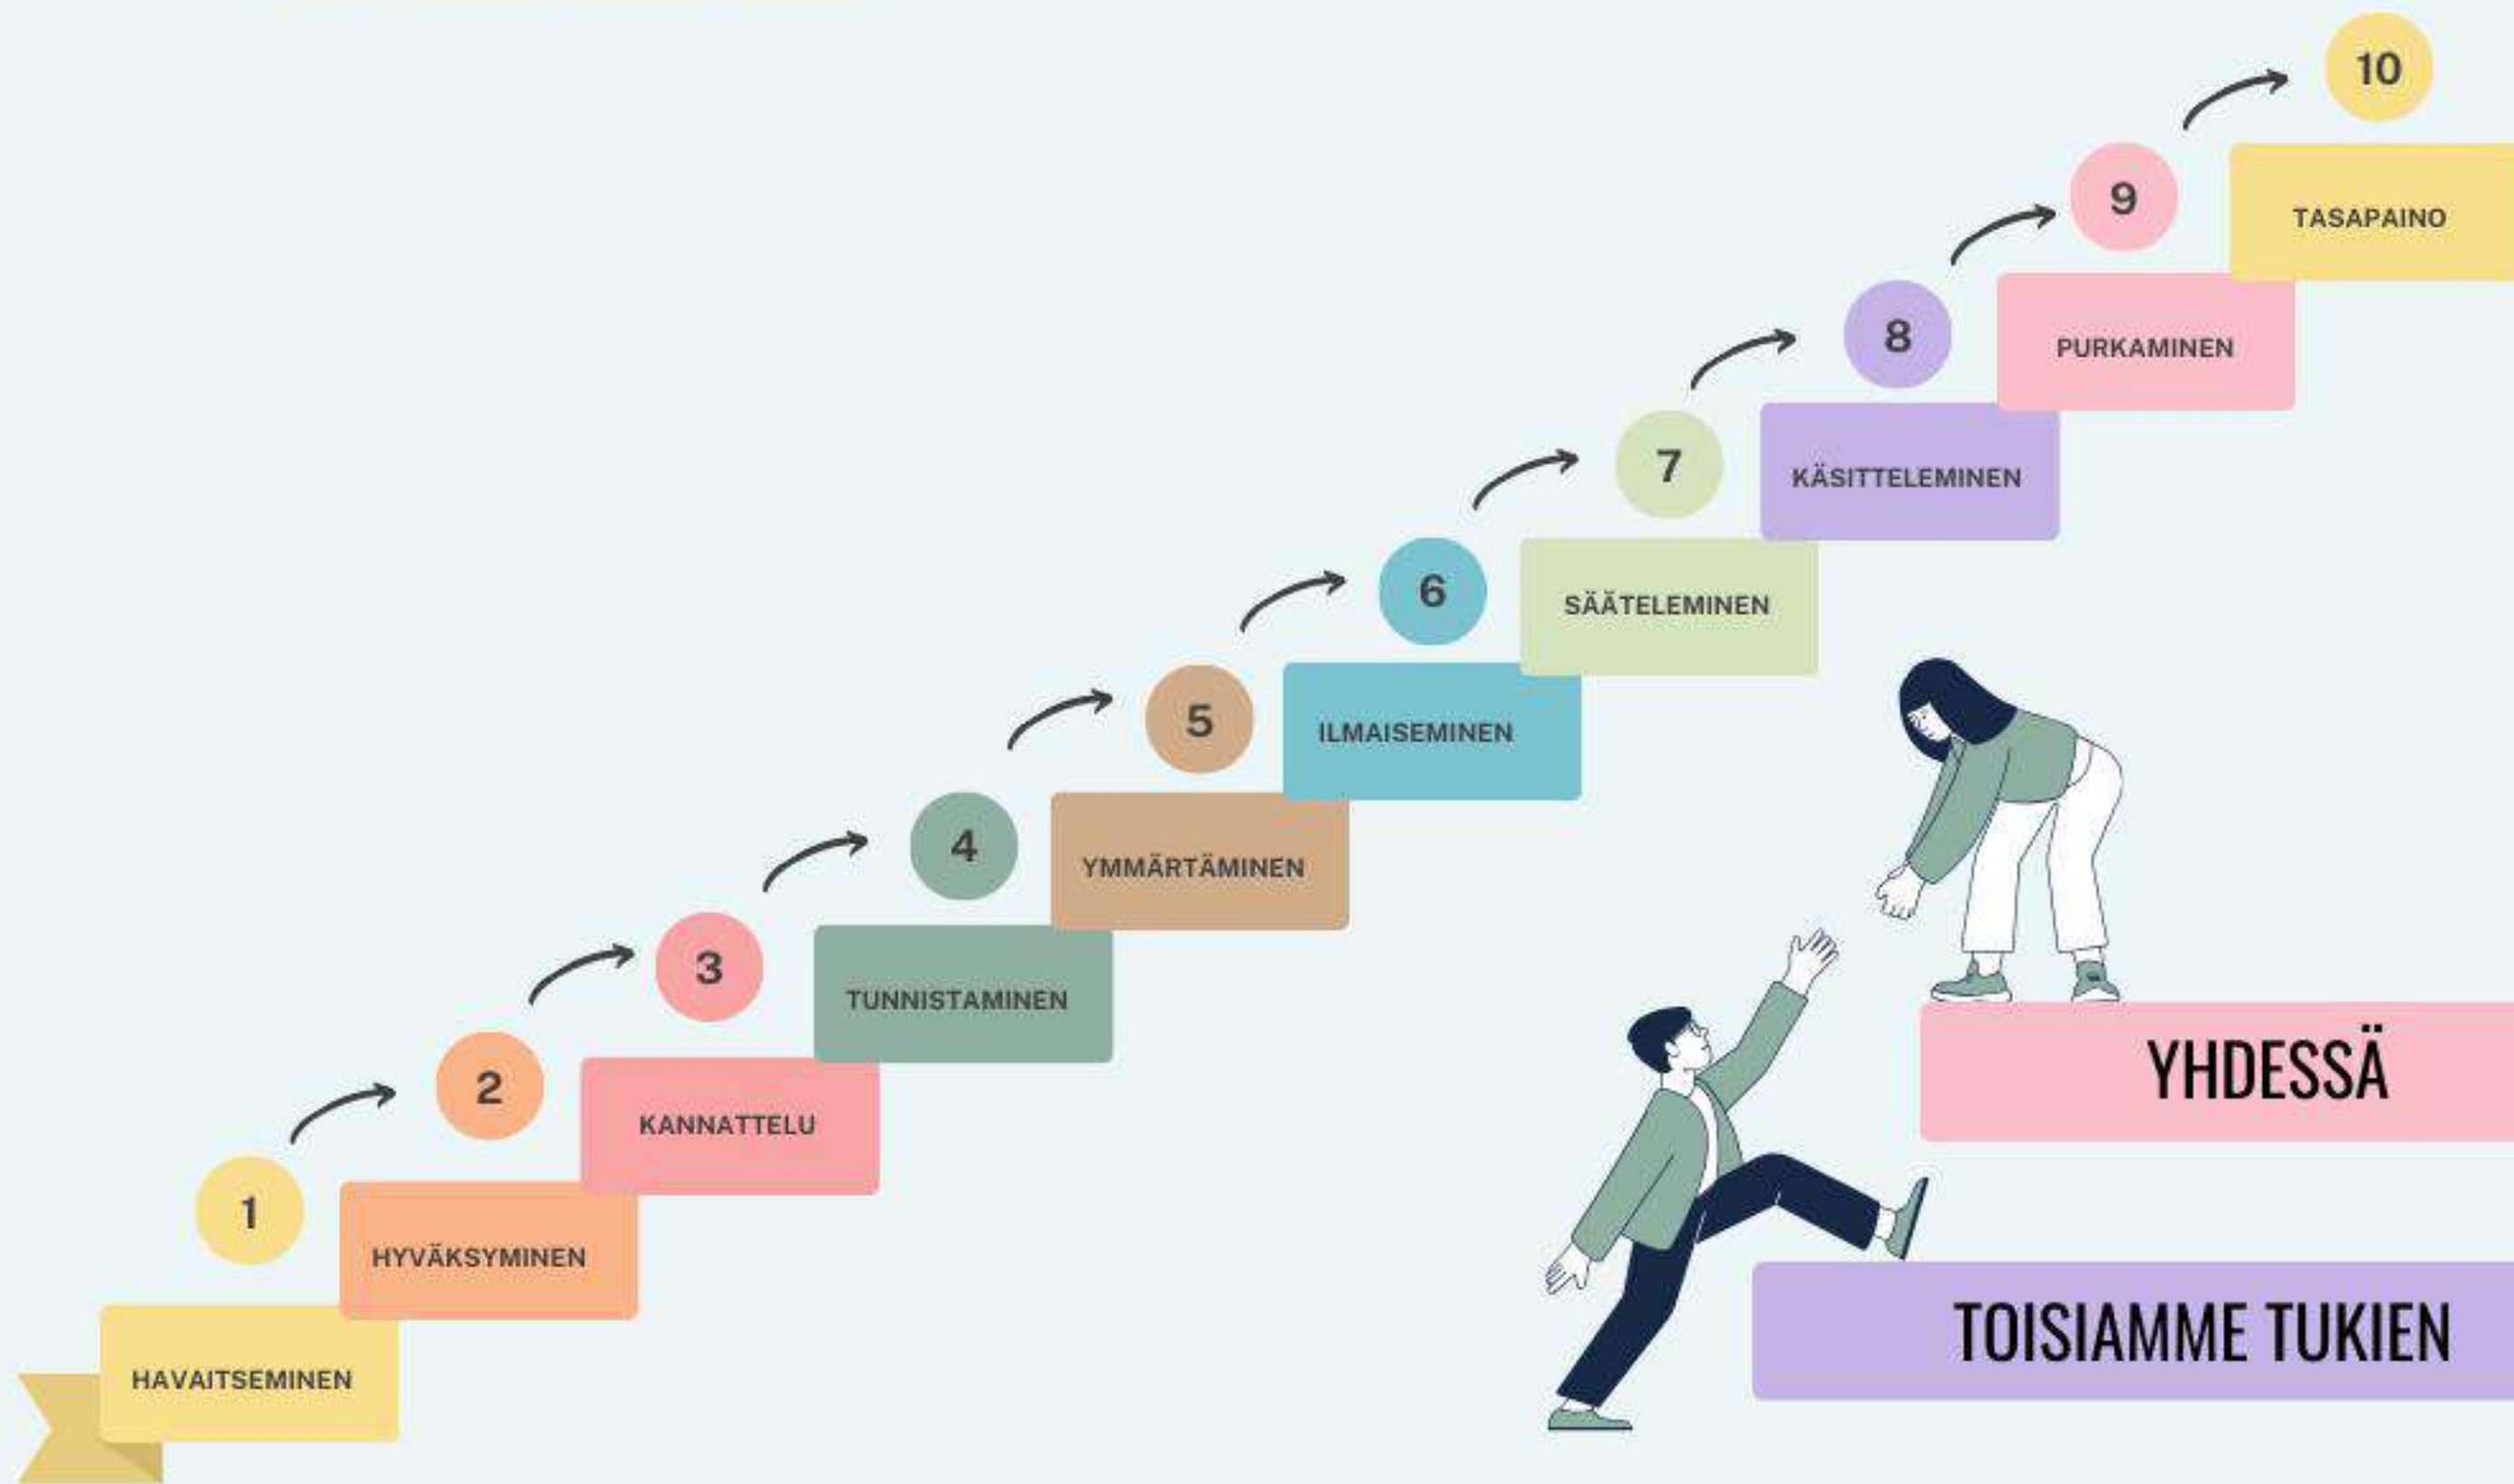 1
HAVAITSEMINEN
2
HYVÄKSYMINEN
3
KANNATTELU
4
TUNNISTAMINEN
5
YMMÄRTÄMINEN
6
ILMAISEMINEN
7
SÄÄTELEMINEN
8
KÄSITTELEMINEN
9
PURKAMINEN
10
TASAPAINO
YHDESSÄ
TOISIAMME TUKIEN